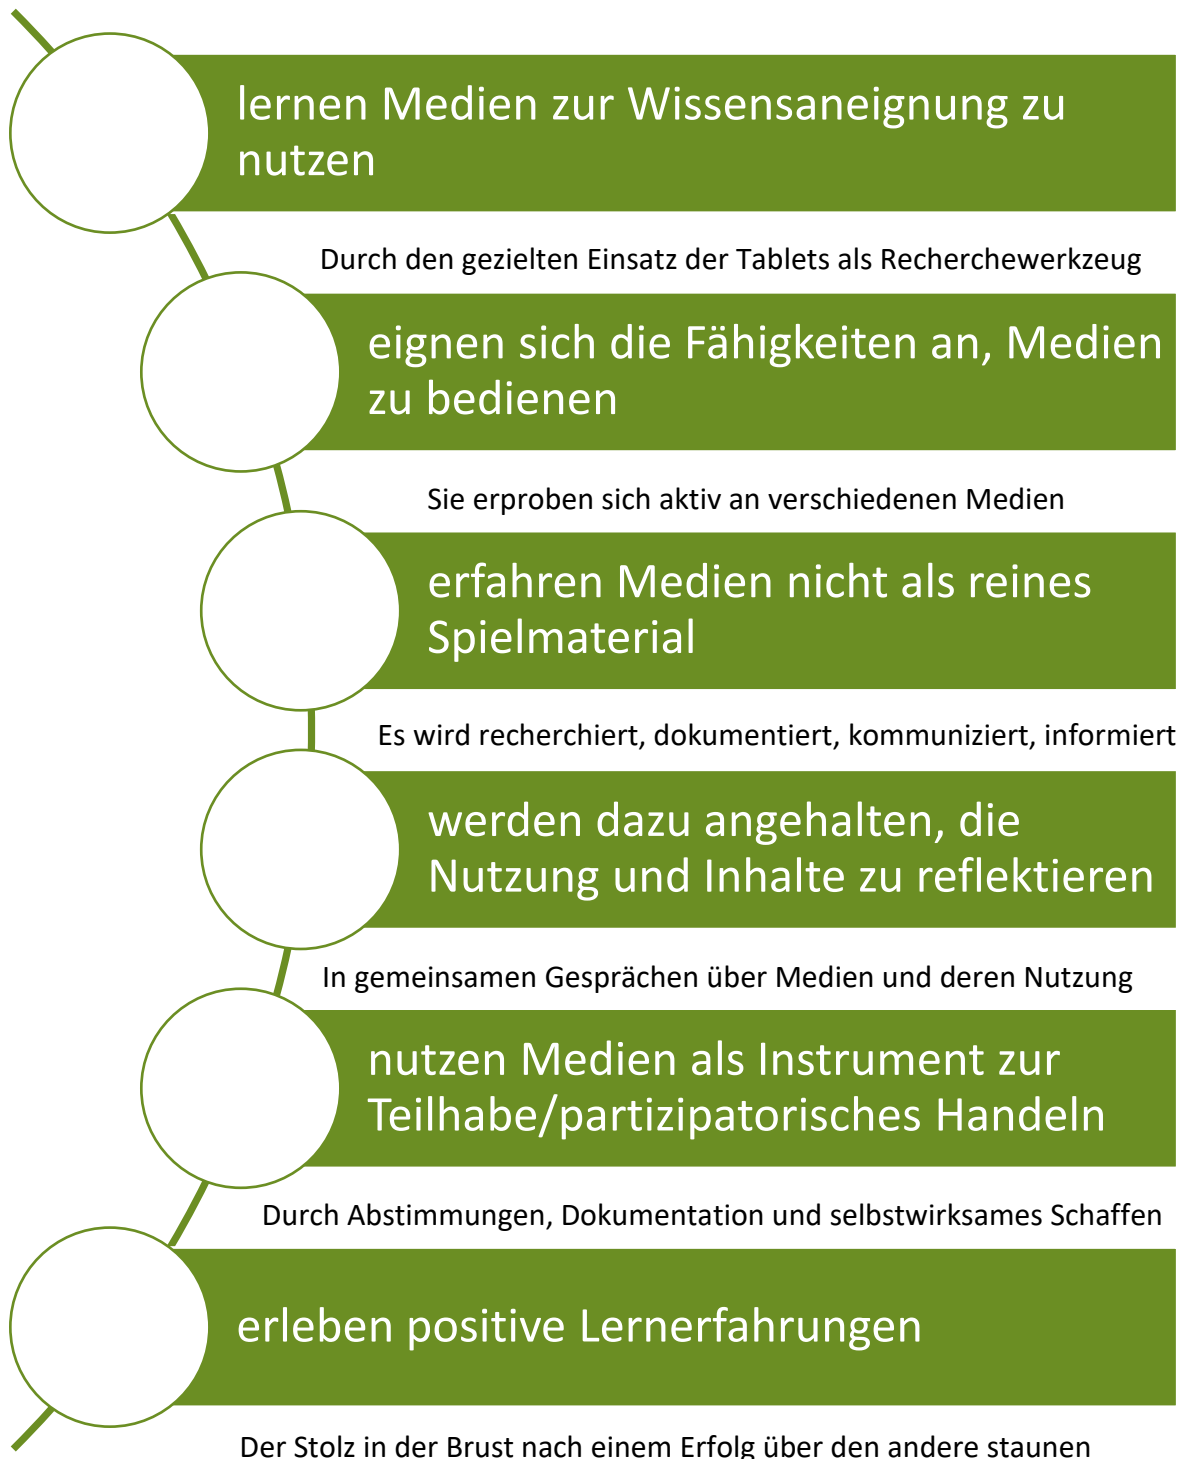 lernen Medien zur Wissensaneignung zu
nutzen
Durch den gezielten Einsatz der Tablets als Recherchewerkzeug
eignen sich die Fähigkeiten an, Medien
zu bedienen
Sie erproben sich aktiv an verschiedenen Medien
erfahren Medien nicht als reines
Spielmaterial
Es wird recherchiert, dokumentiert, kommuniziert, informiert
werden dazu angehalten, die
Nutzung und Inhalte zu reflektieren
In gemeinsamen Gesprächen über Medien und deren Nutzung
nutzen Medien als Instrument zur
Teilhabe/partizipatorisches Handeln
Durch Abstimmungen, Dokumentation und selbstwirksames Schaffen
erleben positive Lernerfahrungen
Der Stolz in der Brust nach einem Erfolg über den andere staunen